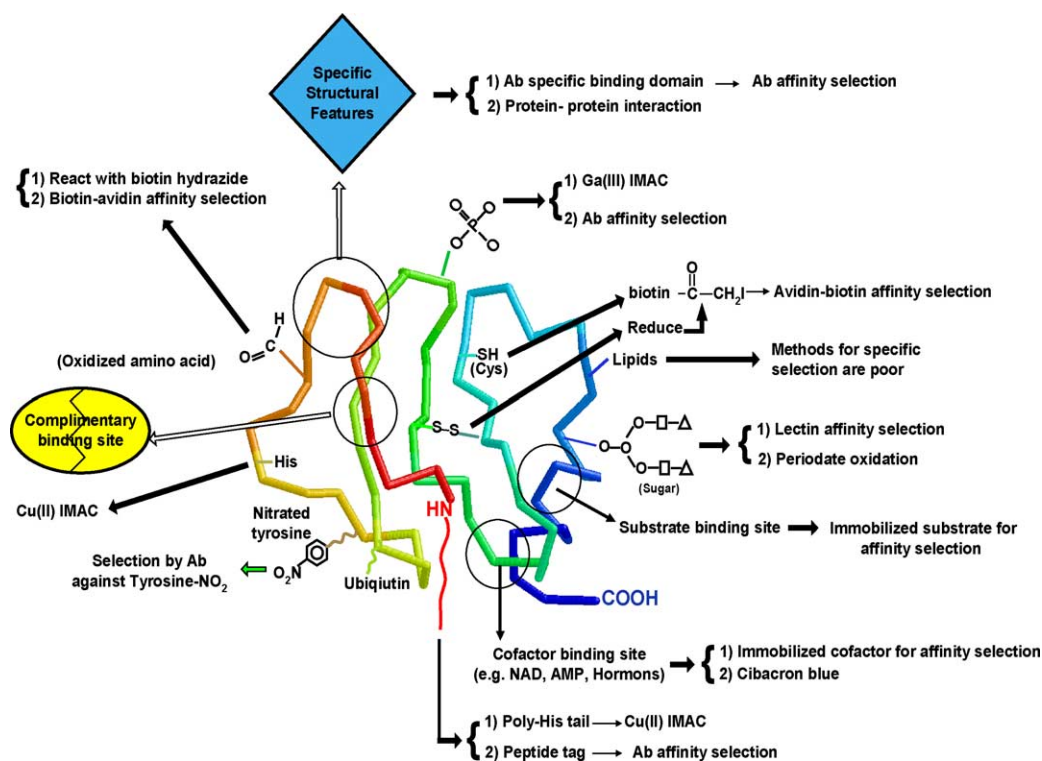 Specific
Structural
Features
1) Ab specific binding domain → Ab affinity selection
2) Protein- protein interaction
1) React with biotin hydrazide
2) Biotin-avidin affinity selection
1) Ga(III) IMAC
2) Ab affinity selection
O
O P O
O
O
biotin -C-CH2I → Avidin-biotin affinity selection
Reduce
H
C
O
(Oxidized amino acid)
SH
(Cys)
Lipids
Methods for specific
selection are poor
Complimentary
binding site
S-S
O-O
O
O
(Sugar)
1) Lectin affinity selection
2) Periodate oxidation
His
Cu(II) IMAC
HN
Nitrated
tyrosine
Substrate binding site
Immobilized substrate for
affinity selection
Selection by Ab
against Tyrosine-NO2
O2N
Ubiqiutin
COOH
Cofactor binding site
(e.g. NAD, AMP, Hormons)
1) Immobilized cofactor for affinity selection
2) Cibacron blue
1) Poly-His tail → Cu(II) IMAC
2) Peptide tag → Ab affinity selection